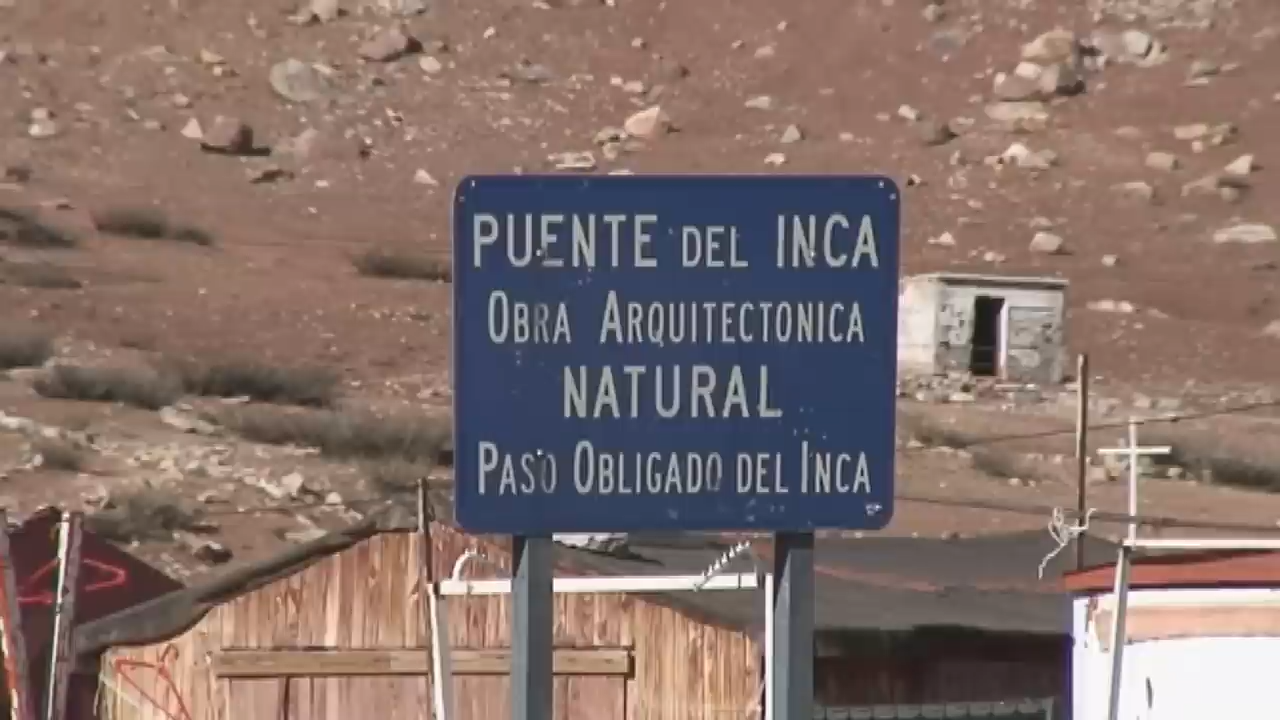 PUENTE DEL INCA
OBRA ARQUITECTONICA
NATURAL
PASO OBLIGADO DEL INCA